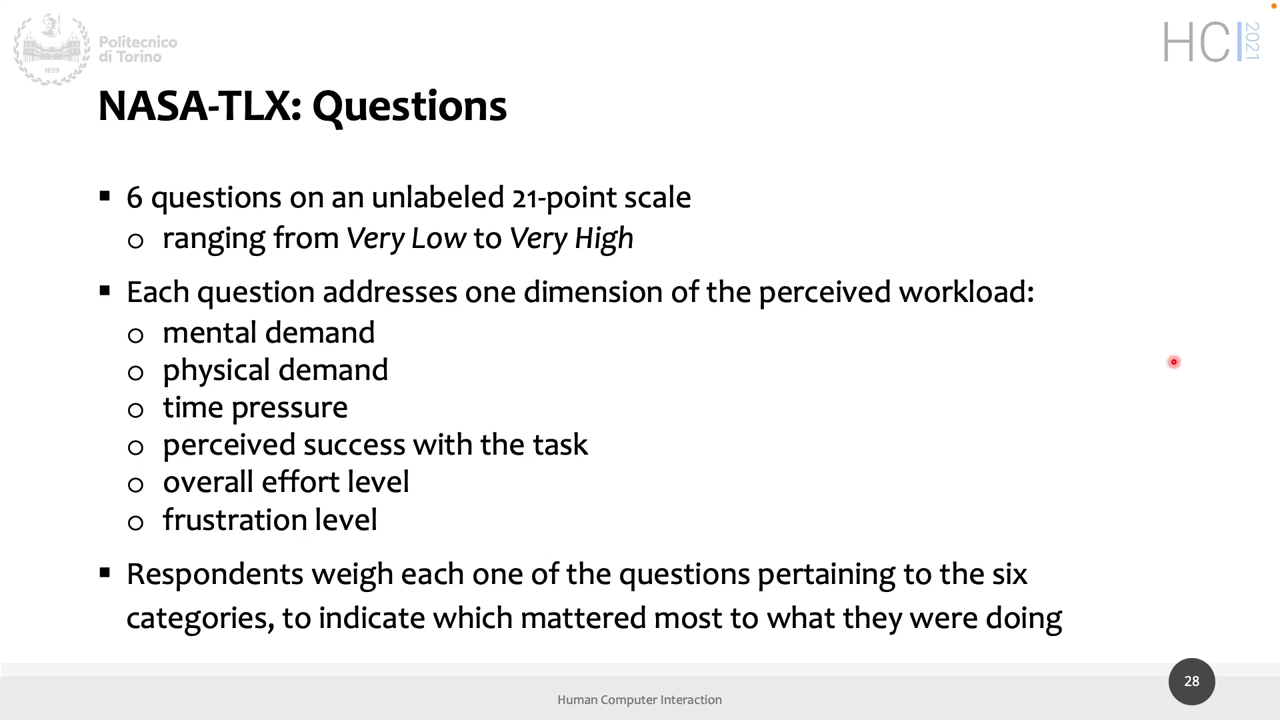 Politecnico
di Torino
1859
HCI 2021
NASA-TLX: Questions
▪ 6 questions on an unlabeled 21-point scale
o ranging from Very Low to Very High
▪ Each question addresses one dimension of the perceived workload:
o mental demand
o physical demand
o time pressure
o perceived success with the task
o overall effort level
o frustration level
▪ Respondents weigh each one of the questions pertaining to the six
categories, to indicate which mattered most to what they were doing
Human Computer Interaction
28